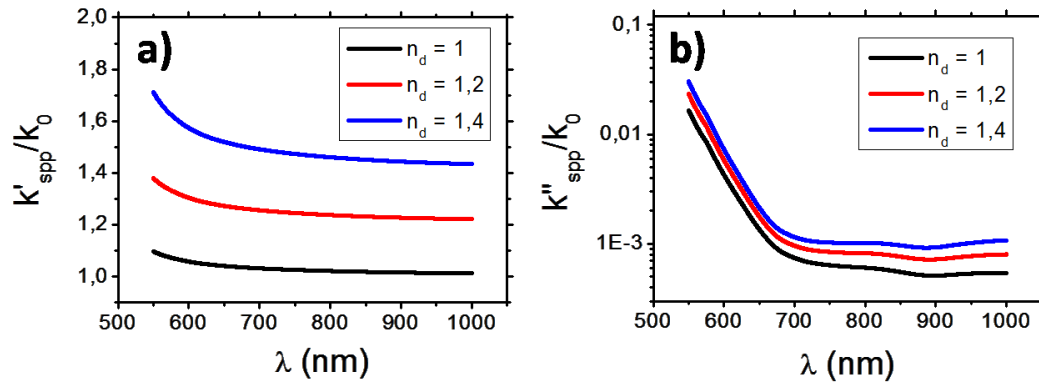 a)
n_d = 1
n_d = 1,2
n_d = 1,4
2,0
1,8
1,6
1,4
1,2
1,0
k'_spp/k_0
500 600 700 800 900 1000
λ (nm)
b)
n_d = 1
n_d = 1,2
n_d = 1,4
0,1
0,01
1E-3
k''_spp/k_0
500 600 700 800 900 1000
λ (nm)